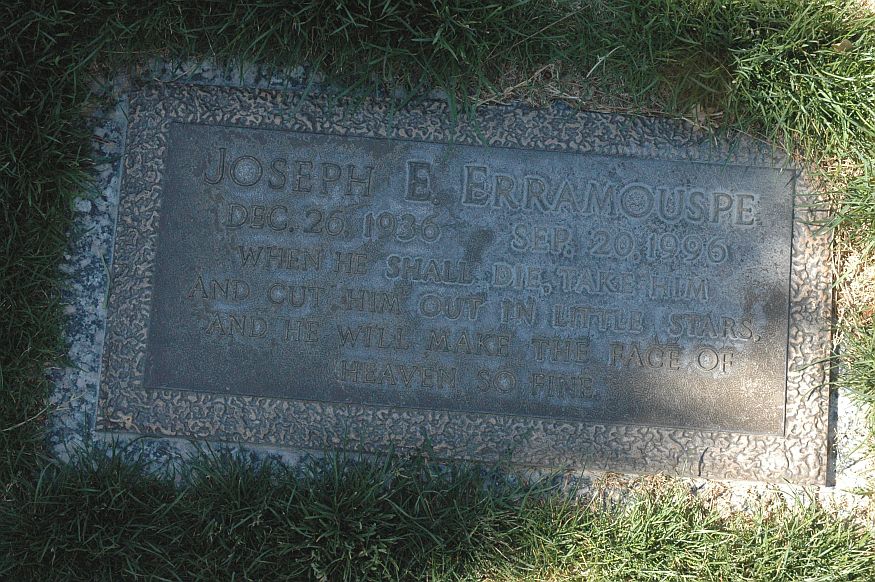 JOSEPH E. ERRAMOUSPE
DEC. 26, 1936 SEP. 20, 1996
WHEN HE SHALL DIE, TAKE HIM
AND CUT HIM OUT IN LITTLE STARS,
AND HE WILL MAKE THE FACE OF
HEAVEN SO FINE.